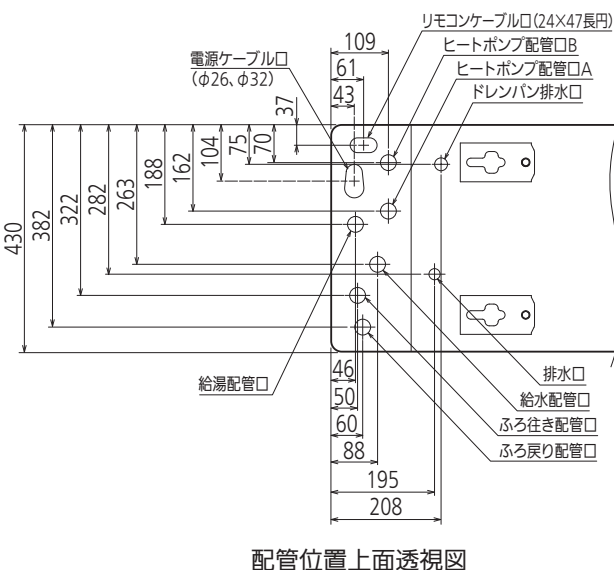 リモコンケーブル口(24×47長円)
109
ヒートポンプ配管口B
電源ケーブル口
(φ26、φ32)
61
ヒートポンプ配管口A
43
ドレンパン排水口
37
430
382
322
282
263
188
162
104
75
70
給湯配管口
46
50
60
88
195
208
排水口
給水配管口
ふろ往き配管口
ふろ戻り配管口
配管位置上面透視図